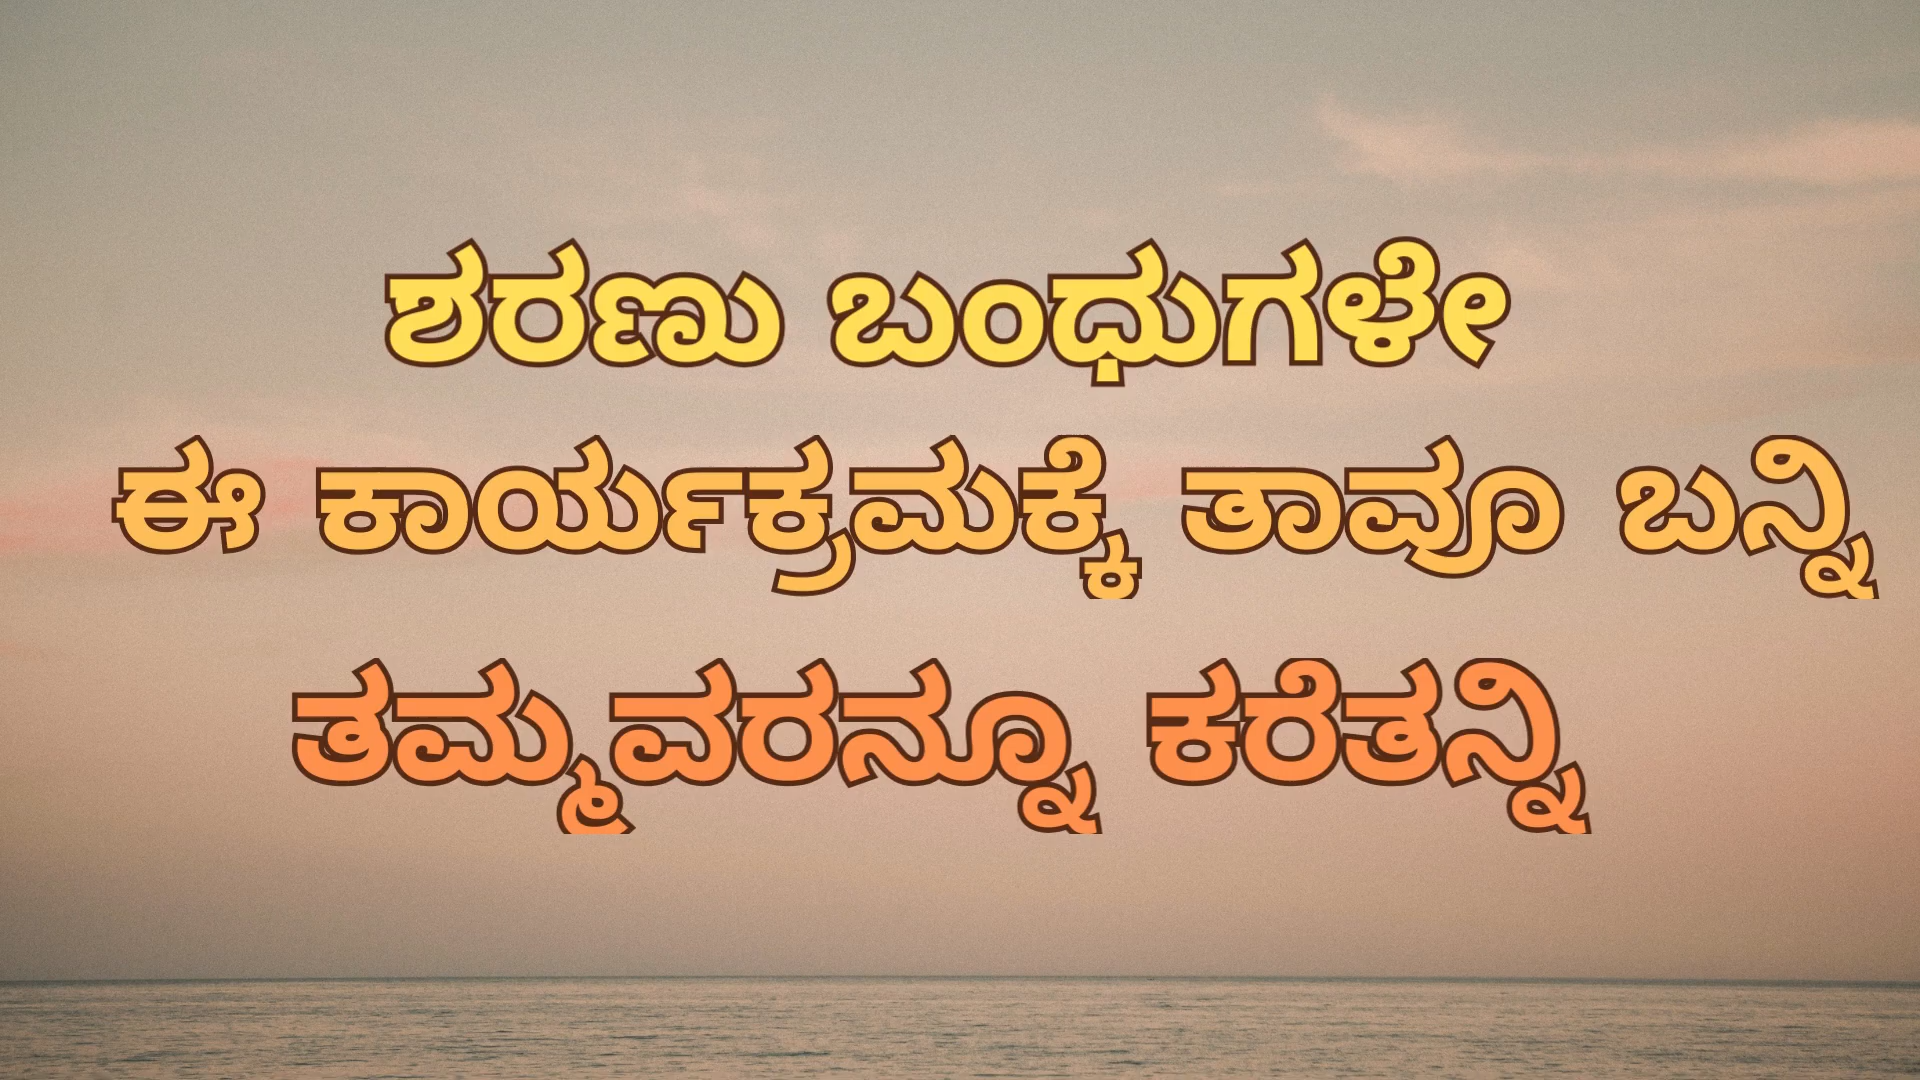 ಶರಣು ಬಂಧುಗಳೇ
ಈ ಕಾರ್ಯಕ್ರಮಕ್ಕೆ ತಾವೂ ಬನ್ನಿ
ತಮ್ಮವರನ್ನೂ ಕರೆತನ್ನಿ